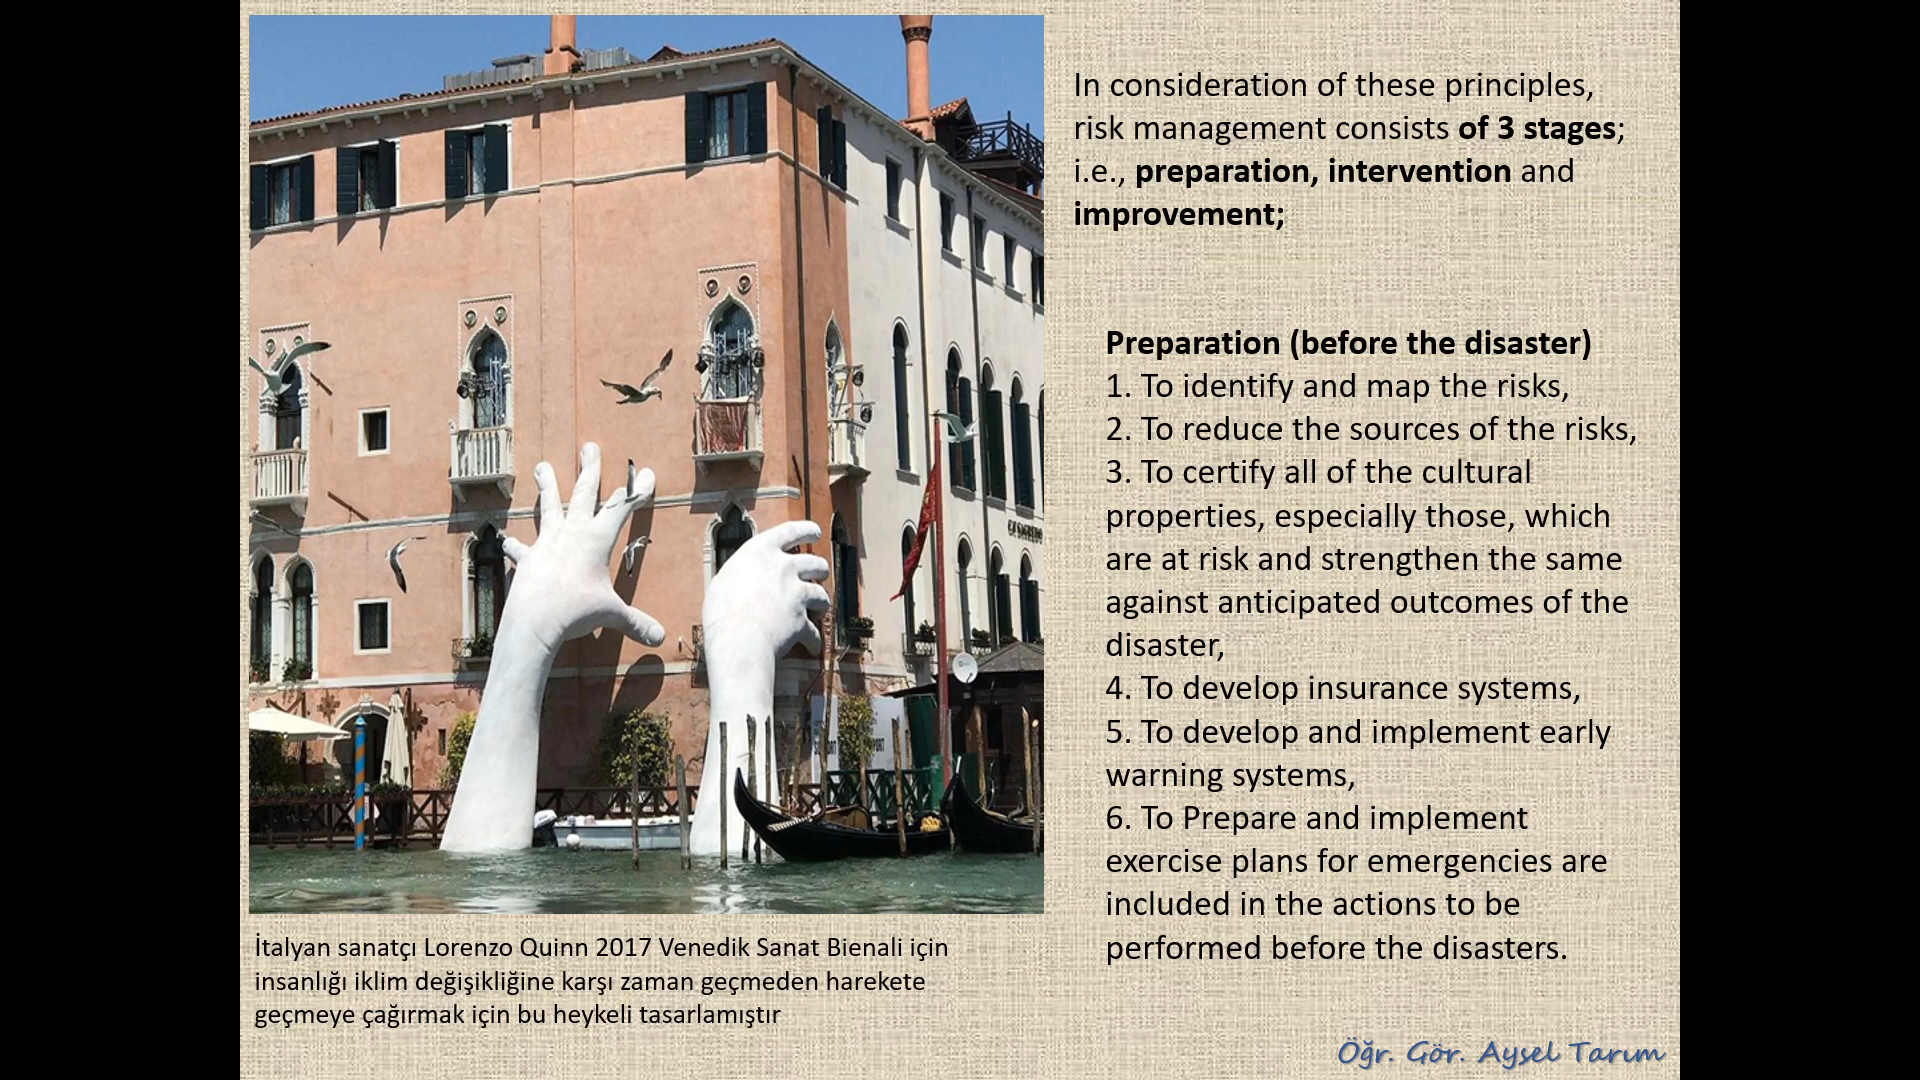 In consideration of these principles,
risk management consists of 3 stages;
i.e., preparation, intervention and
improvement;
Preparation (before the disaster)
1. To identify and map the risks,
2. To reduce the sources of the risks,
3. To certify all of the cultural
properties, especially those, which
are at risk and strengthen the same
against anticipated outcomes of the
disaster,
4. To develop insurance systems,
5. To develop and implement early
warning systems,
6. To Prepare and implement
exercise plans for emergencies are
included in the actions to be
performed before the disasters.
İtalyan sanatçı Lorenzo Quinn 2017 Venedik Sanat Bienali için
insanlığı iklim değişikliğine karşı zaman geçmeden harekete
geçmeye çağırmak için bu heykeli tasarlamıştır
Öğr. Gör. Aysel Tarım